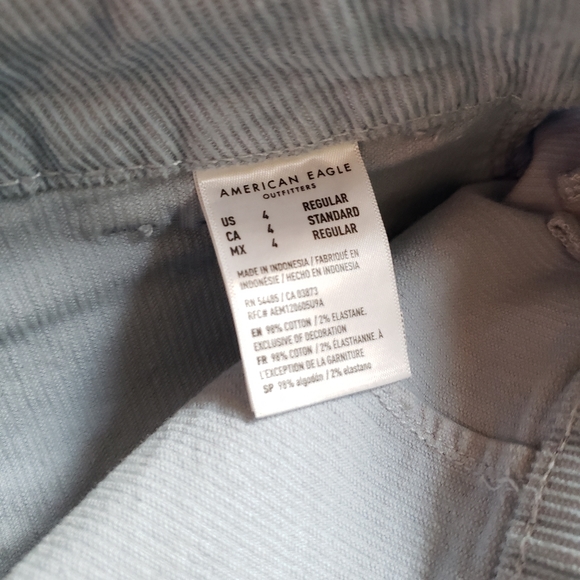 AMERICAN EAGLE
OUTFITTERS
US 4 REGULAR
CA 4 STANDARD
MX 4 REGULAR
MADE IN INDONESIA / FABRIQUÉ EN
INDONÉSIE / HECHO EN INDONESIA
RN 54485 / CA 03873
RFC# AEM120605U9A
EN 98% COTTON / 2% ELASTANE.
EXCLUSIVE OF DECORATION
FR 98% COTON / 2% ÉLASTHANNE. À
L'EXCEPTION DE LA GARNITURE
SP 98% algodón / 2% elastano